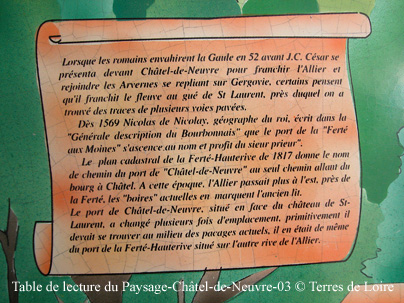 Lorsque les romains envahirent la Gaule en 52 avant J.C. César se
présenta devant Châtel-de-Neuvre pour franchir l'Allier et
rejoindre les Arvernes se repliant sur Gergovie, certains pensent
qu'il franchit le fleuve au gué de St Laurent, près duquel on a
trouvé des traces de plusieurs voies pavées.
Dès 1569 Nicolas de Nicolay, géographe du roi, écrit dans la
"Générale description du Bourbonnais" que le port de la "Ferté
aux Moines" s'ascence au nom et profit du sieur prieur".
Le plan cadastral de la Ferté-Hauterive de 1817 donne le nom
de chemin du port de "Châtel-de-Neuvre" au seul chemin allant du
bourg à Châtel. A cette époque, l'Allier passait plus à l'est, près de
la Ferté, les "boires" actuelles en marquent l'ancien lit.
Le port de Châtel-de-Neuvre, situé en face du château de St-
Laurent, a changé plusieurs fois d'emplacement, primitivement il
devait se trouver au milieu des pacages actuels, il en était de même
du port de la Ferté-Hauterive situé sur l'autre rive de l'Allier.
Table de lecture du Paysage-Châtel-de-Neuvre-03 © Terres de Loire